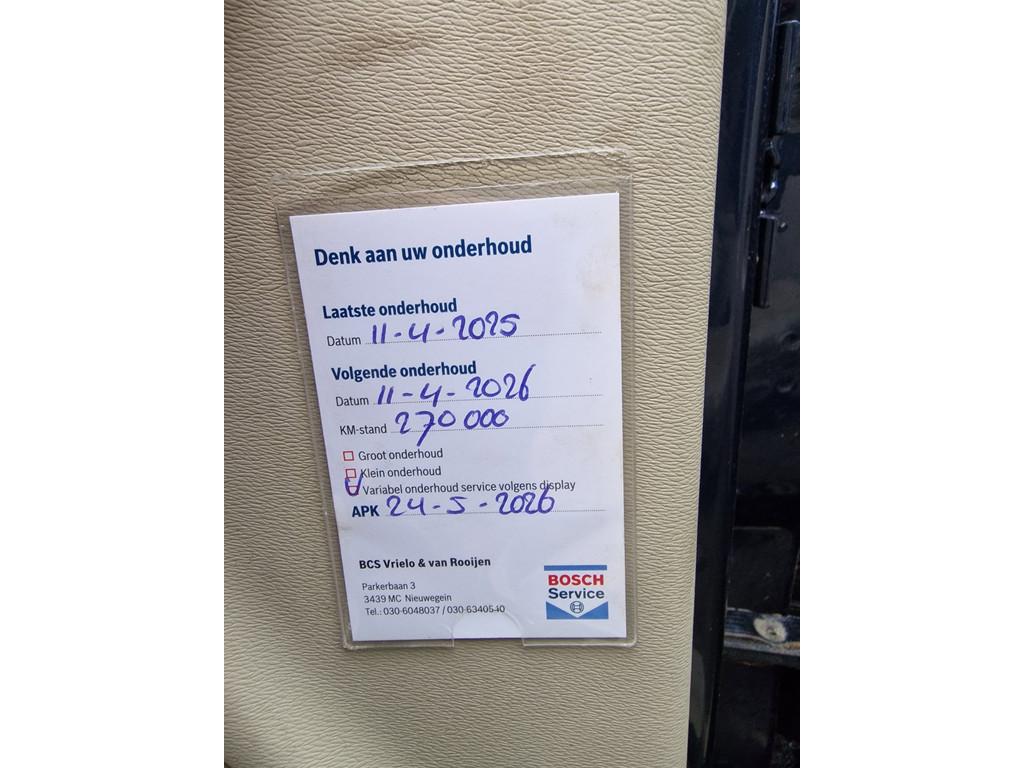 Denk aan uw onderhoud
Laatste onderhoud
Datum 11-4-2025
Volgende onderhoud
Datum 11-4-2026
KM-stand 270 000
Groot onderhoud
Klein onderhoud
Variabel onderhoud service volgens display
APK 24-5-2026
BCS Vrielo & van Rooijen
Parkerbaan 3
3439 MC Nieuwegein
Tel.: 030-6048037 / 030-6340540
BOSCH
Service